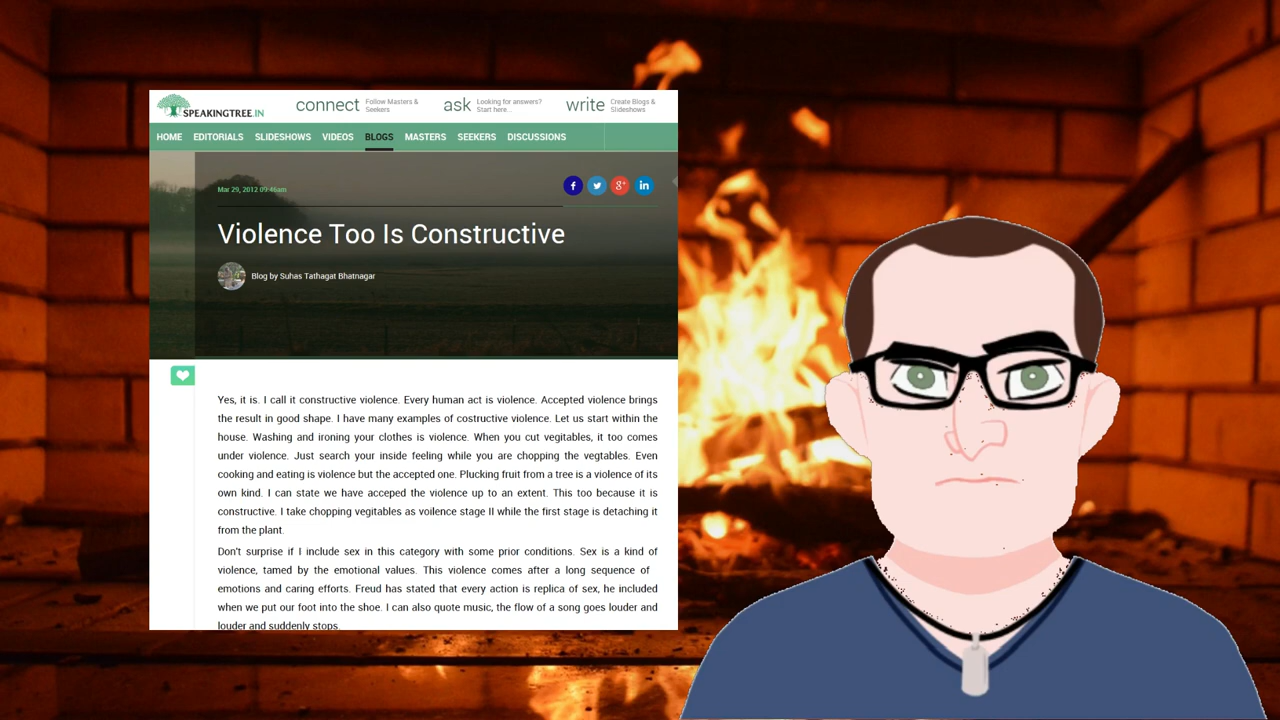 SPEAKINGTREE.IN
connect Follow Masters & Seekers
ask Looking for answers? Start here...
write Create Blogs & Slideshows
HOME EDITORIALS SLIDESHOWS VIDEOS BLOGS MASTERS SEEKERS DISCUSSIONS
Mar 29, 2012 09:46am
f g+ in
Violence Too Is Constructive
Blog by Suhas Tathagat Bhatnagar
Yes, it is. I call it constructive violence. Every human act is violence. Accepted violence brings
the result in good shape. I have many examples of costructive violence. Let us start within the
house. Washing and ironing your clothes is violence. When you cut vegitables, it too comes
under violence. Just search your inside feeling while you are chopping the vegtables. Even
cooking and eating is violence but the accepted one. Plucking fruit from a tree is a violence of its
own kind. I can state we have acceped the violence up to an extent. This too because it is
constructive. I take chopping vegitables as voilence stage II while the first stage is detaching it
from the plant.
Don't surprise if I include sex in this category with some prior conditions. Sex is a kind of
violence, tamed by the emotional values. This violence comes after a long sequence of
emotions and caring efforts. Freud has stated that every action is replica of sex, he included
when we put our foot into the shoe. I can also quote music, the flow of a song goes louder and
louder and suddenly stops.